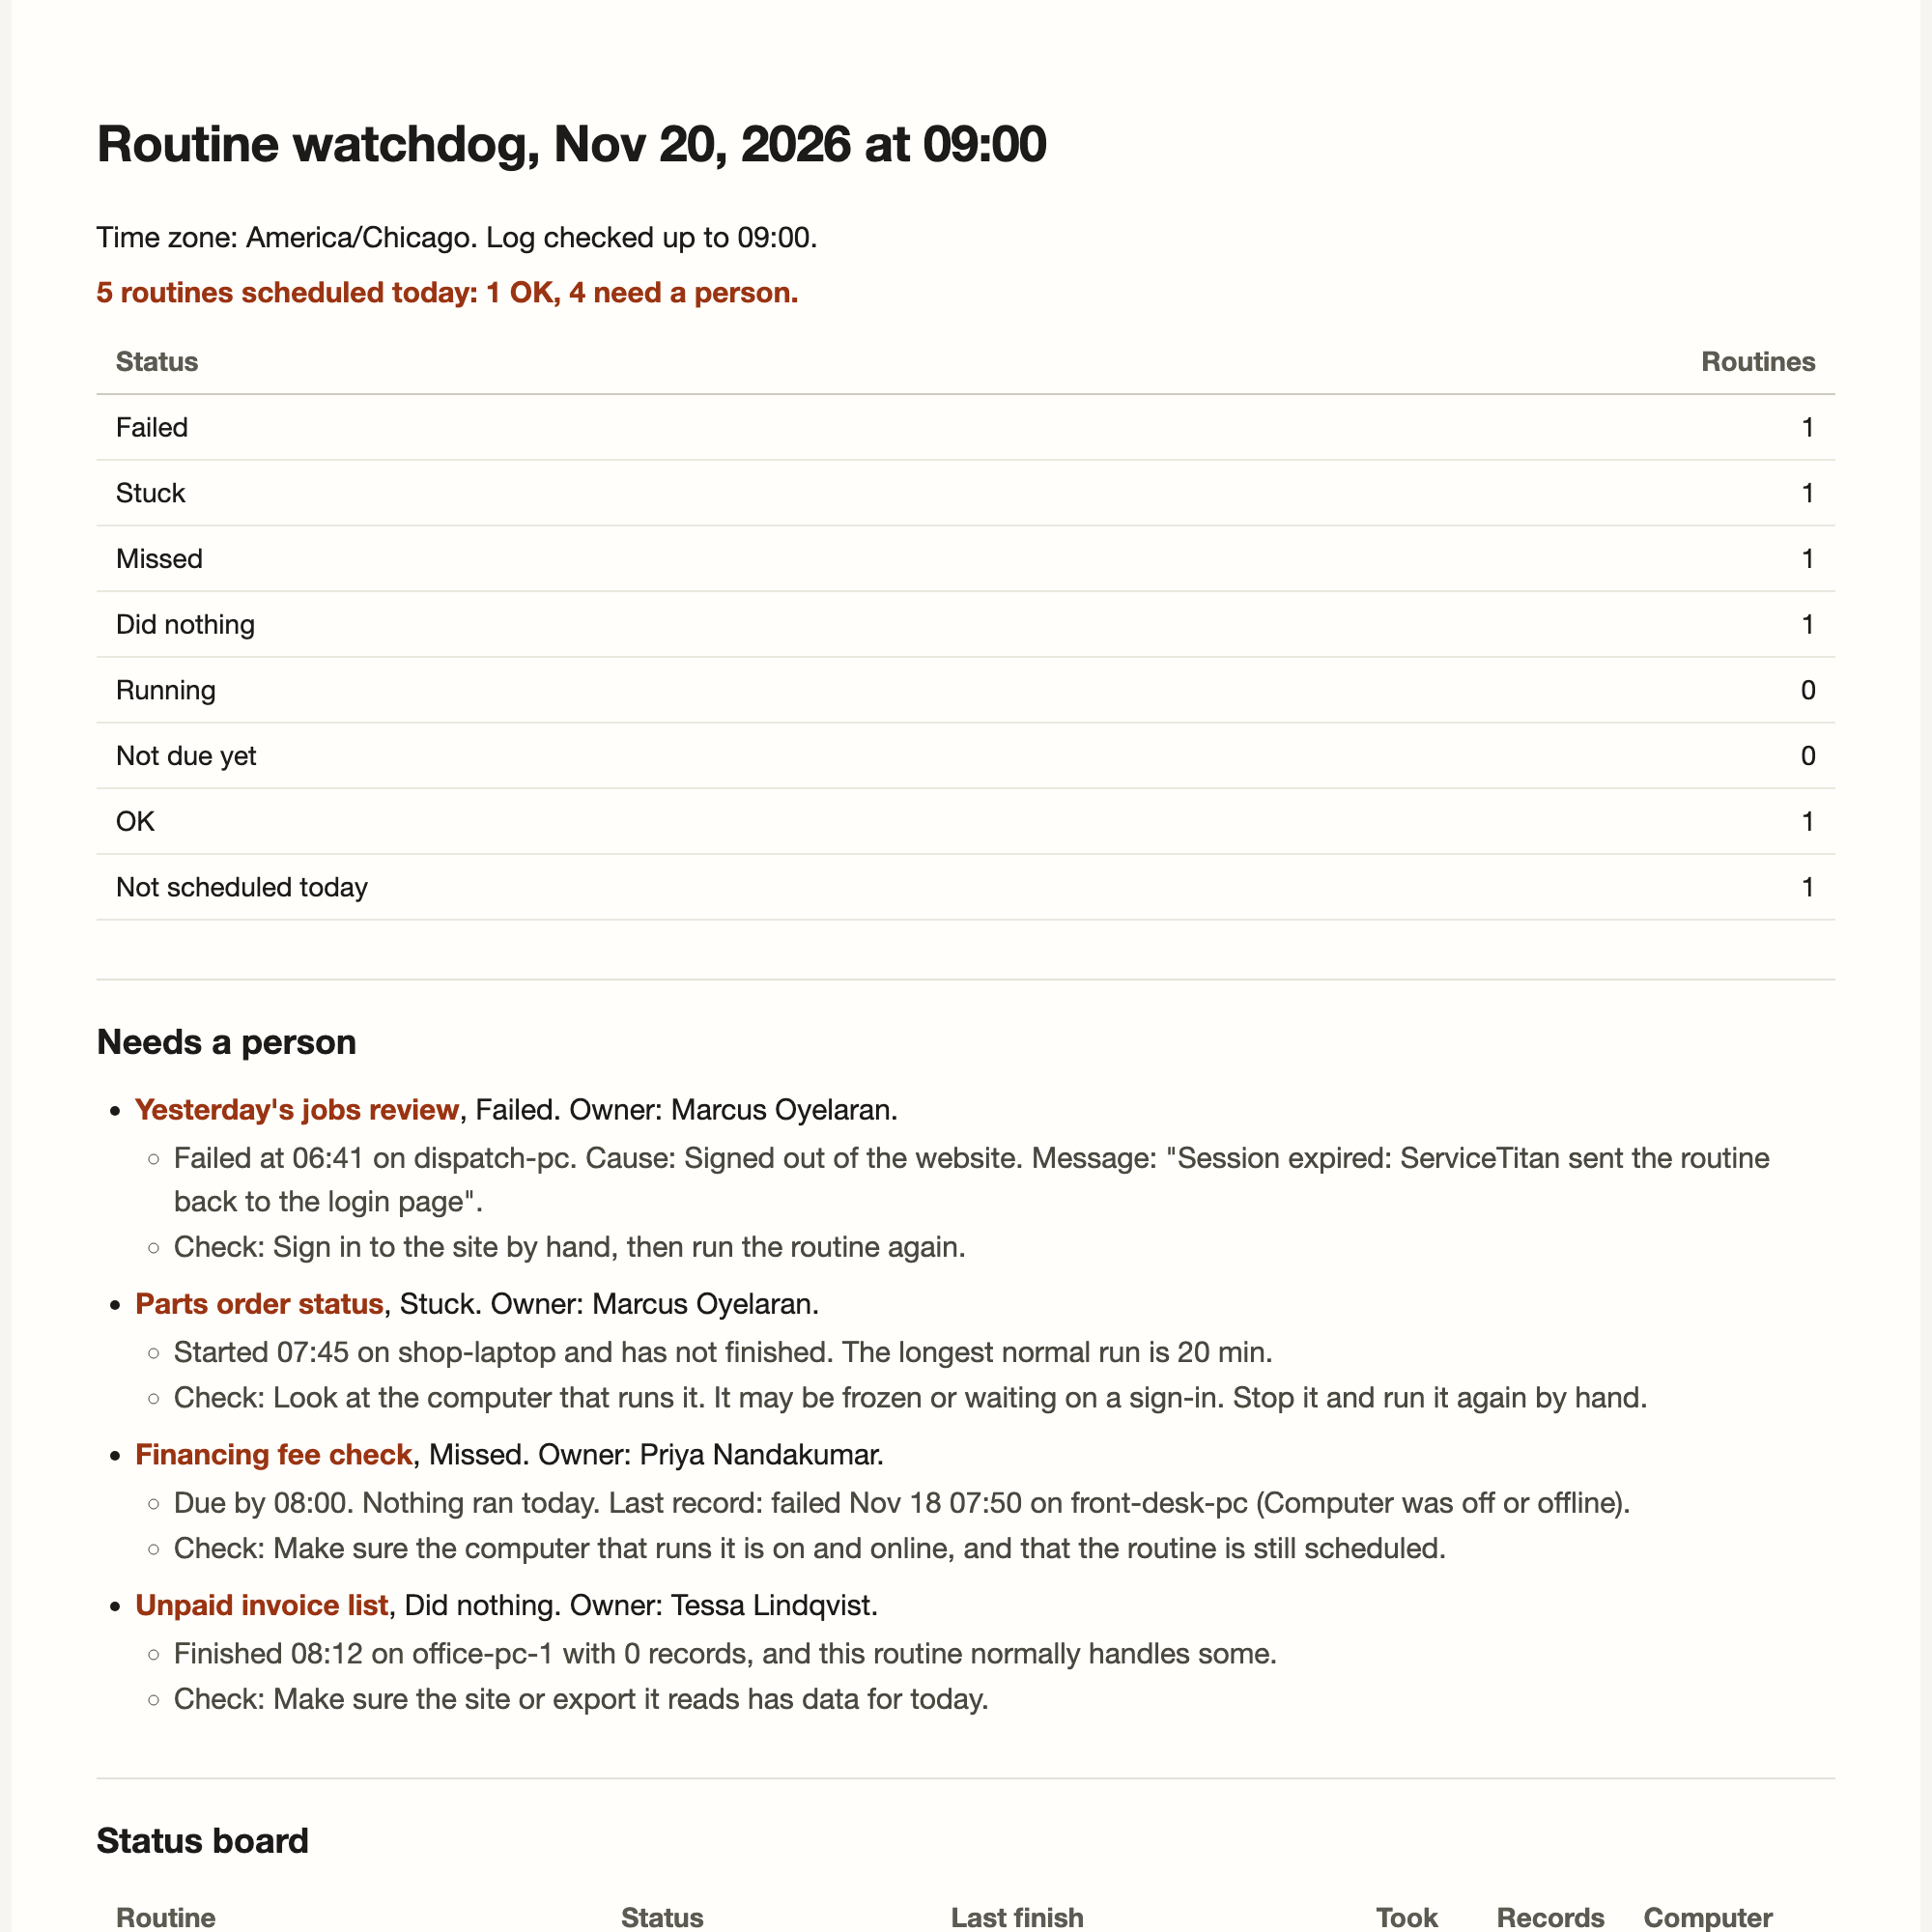 Routine watchdog, Nov 20, 2026 at 09:00
Time zone: America/Chicago. Log checked up to 09:00.
5 routines scheduled today: 1 OK, 4 need a person.
Status Routines
Failed 1
Stuck 1
Missed 1
Did nothing 1
Running 0
Not due yet 0
OK 1
Not scheduled today 1
Needs a person
• Yesterday's jobs review, Failed. Owner: Marcus Oyelaran.
○ Failed at 06:41 on dispatch-pc. Cause: Signed out of the website. Message: "Session expired: ServiceTitan sent the routine
back to the login page".
○ Check: Sign in to the site by hand, then run the routine again.
• Parts order status, Stuck. Owner: Marcus Oyelaran.
○ Started 07:45 on shop-laptop and has not finished. The longest normal run is 20 min.
○ Check: Look at the computer that runs it. It may be frozen or waiting on a sign-in. Stop it and run it again by hand.
• Financing fee check, Missed. Owner: Priya Nandakumar.
○ Due by 08:00. Nothing ran today. Last record: failed Nov 18 07:50 on front-desk-pc (Computer was off or offline).
○ Check: Make sure the computer that runs it is on and online, and that the routine is still scheduled.
• Unpaid invoice list, Did nothing. Owner: Tessa Lindqvist.
○ Finished 08:12 on office-pc-1 with 0 records, and this routine normally handles some.
○ Check: Make sure the site or export it reads has data for today.
Status board
Routine Status Last finish Took Records Computer